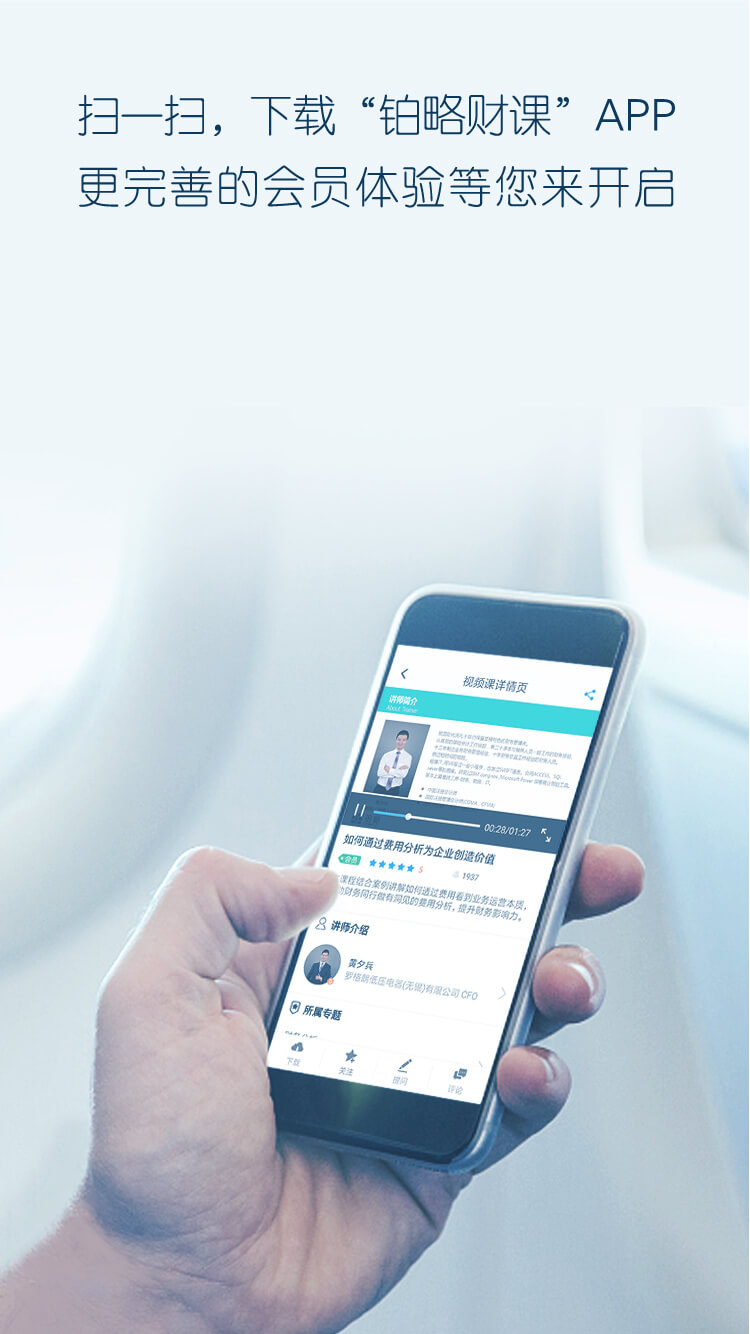 扫一扫，下载“铂略财课”APP
更完善的会员体验等您来开启
视频课详情页
讲师简介
About Trainer
00:28/01:27
如何通过费用分析为企业创造价值
会员
5
1937
课程结合案例讲解如何透过费用看到业务运营本质，
财务同行做有同见的费用分析，提升财务影响力。
讲师介绍
黄夕兵
罗格朗低压电器(无锡)有限公司 CFO
所属专题
下载
关注
提问
评论